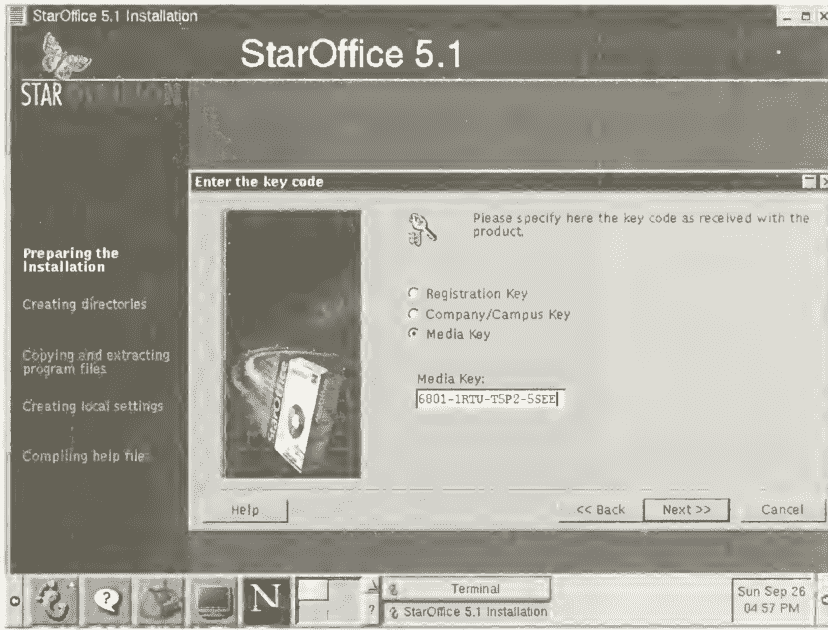 StarOffice 5.1 Installation
StarOffice 5.1
STAR
Enter the key code
Please specify here the key code as received with the
product.
Preparing the
Installation
Creating directories
Copying and extracting
program files
Creating local settings
Compiling help file
Registration Key
Company/Campus Key
Media Key
Media Key:
6801-1RTU-T5P2-5SEE
StarOffice
Help
<< Back
Next >>
Cancel
?
N
?
Terminal
StarOffice 5.1 Installation
Sun Sep 26
04 57 PM